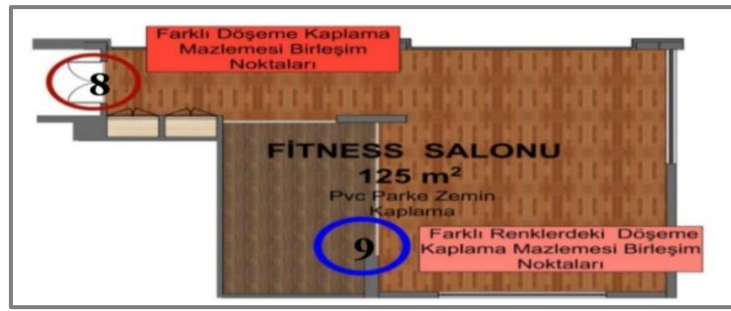 Farklı Döşeme Kaplama
Mazlemesi Birleşim
Noktaları
8
FİTNESS SALONU
125 m²
Pvc Parke Zemin
Kaplama
9
Farklı Renklerdeki Döşeme
Kaplama Mazlemesi Birleşim
Noktaları